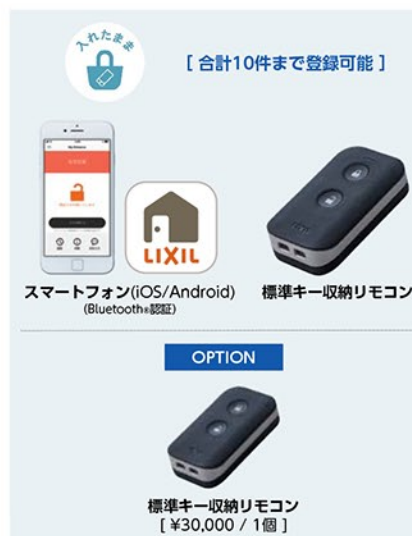 入れたまま
[ 合計10件まで登録可能 ]
LIXIL
スマートフォン(iOS/Android)
(Bluetooth®認証)
標準キー収納リモコン
OPTION
標準キー収納リモコン
[ ¥30,000 / 1個 ]